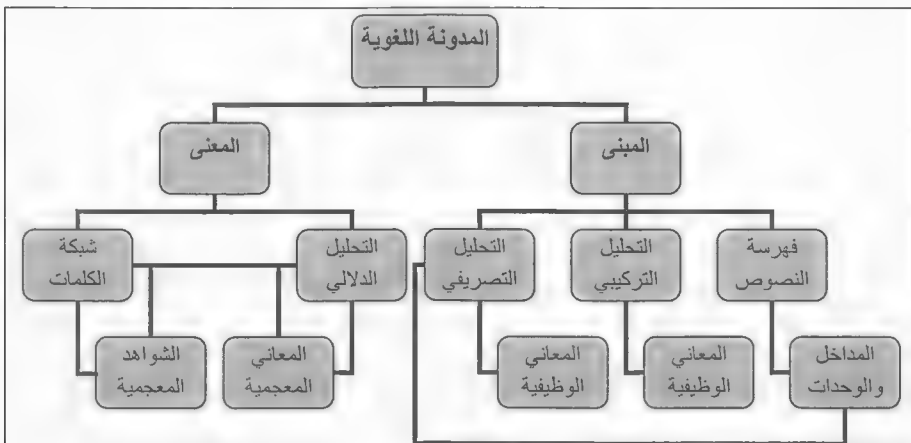 المدونة اللغوية
المبنى
المعنى
فهرسة
النصوص
التحليل
التركيبي
التحليل
التصريفي
التحليل
الدلالي
شبكة
الكلمات
المداخل
والوحدات
المعاني
الوظيفية
المعاني
الوظيفية
المعاني
المعجمية
الشواهد
المعجمية